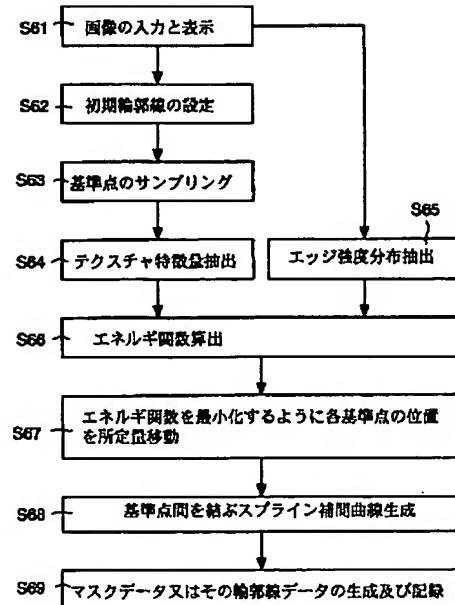 S61 画像の入力と表示
S62 初期輪郭線の設定
S63 基準点のサンプリング
S65
S64 テクスチャ特徴量抽出 エッジ強度分布抽出
S66 エネルギ関数算出
S67 エネルギ関数を最小化するように各基準点の位置
を所定量移動
S68 基準点間を結ぶスプライン補間曲線生成
S69 マスクデータ又はその輪郭線データの生成及び記録